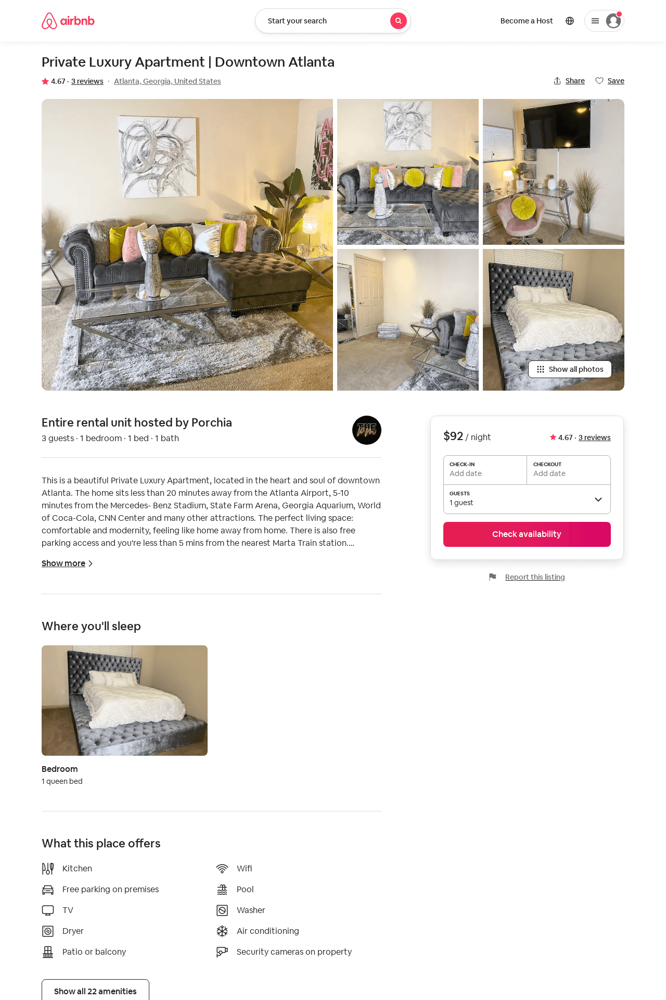 airbnb
Start your search
Become a Host
Private Luxury Apartment | Downtown Atlanta
4.67 · 3 reviews · Atlanta, Georgia, United States
Share
Save
Show all photos
Entire rental unit hosted by Porchia
3 guests · 1 bedroom · 1 bed · 1 bath
THE
$92 / night
4.67 · 3 reviews
CHECK-IN
Add date
CHECKOUT
Add date
GUESTS
1 guest
Check availability
Report this listing
This is a beautiful Private Luxury Apartment, located in the heart and soul of downtown
Atlanta. The home sits less than 20 minutes away from the Atlanta Airport, 5-10
minutes from the Mercedes- Benz Stadium, State Farm Arena, Georgia Aquarium, World
of Coca-Cola, CNN Center and many other attractions. The perfect living space:
comfortable and modernity, feeling like home away from home. There is also free
parking access and you're less than 5 mins from the nearest Marta Train station....
Show more
Where you'll sleep
Bedroom
1 queen bed
What this place offers
Kitchen
Wifi
Free parking on premises
Pool
TV
Washer
Dryer
Air conditioning
Patio or balcony
Security cameras on property
Show all 22 amenities